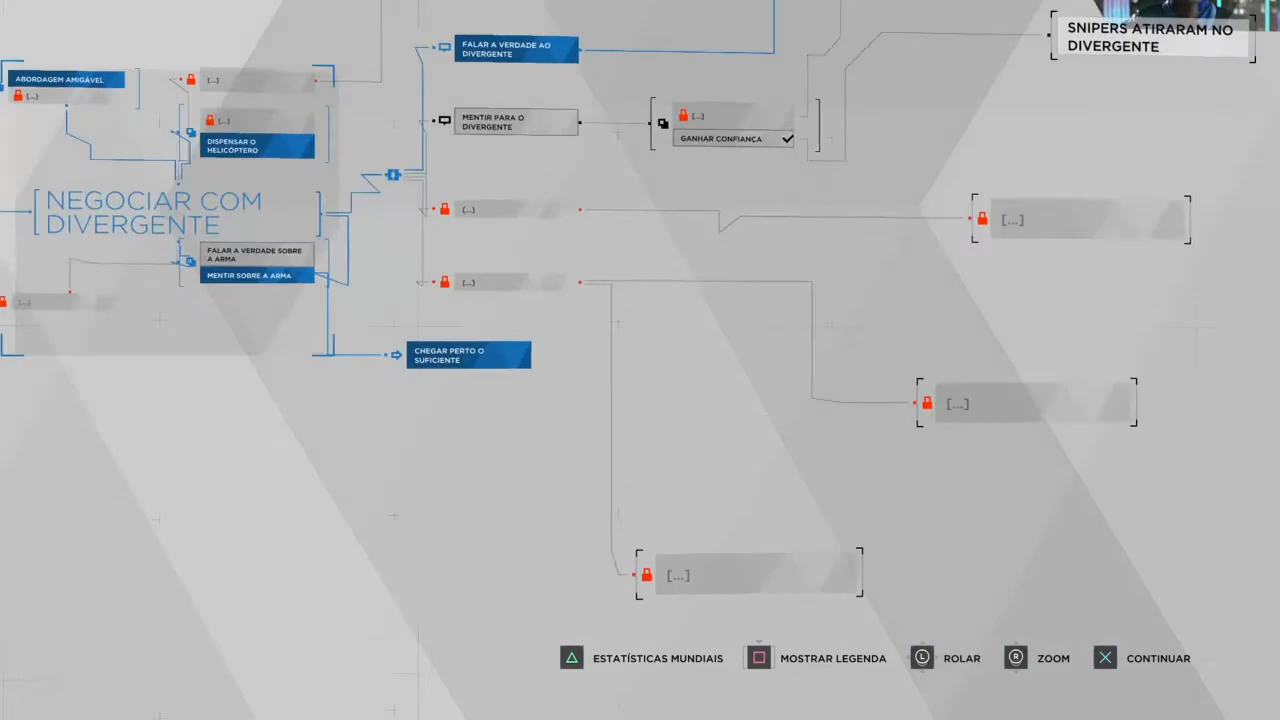 SNIPERS ATIRARAM NO
DIVERGENTE
FALAR A VERDADE AO
DIVERGENTE
ABORDAGEM AMIGÁVEL
[...]
[...]
[...]
DISPENSAR O
HELICÓPTERO
MENTIR PARA O
DIVERGENTE
[...]
GANHAR CONFIANÇA
NEGOCIAR COM
DIVERGENTE
[...]
[...]
FALAR A VERDADE SOBRE
A ARMA
MENTIR SOBRE A ARMA
[...]
[...]
CHEGAR PERTO O
SUFICIENTE
[...]
[...]
ESTATÍSTICAS MUNDIAIS
MOSTRAR LEGENDA
L
ROLAR
R
ZOOM
CONTINUAR